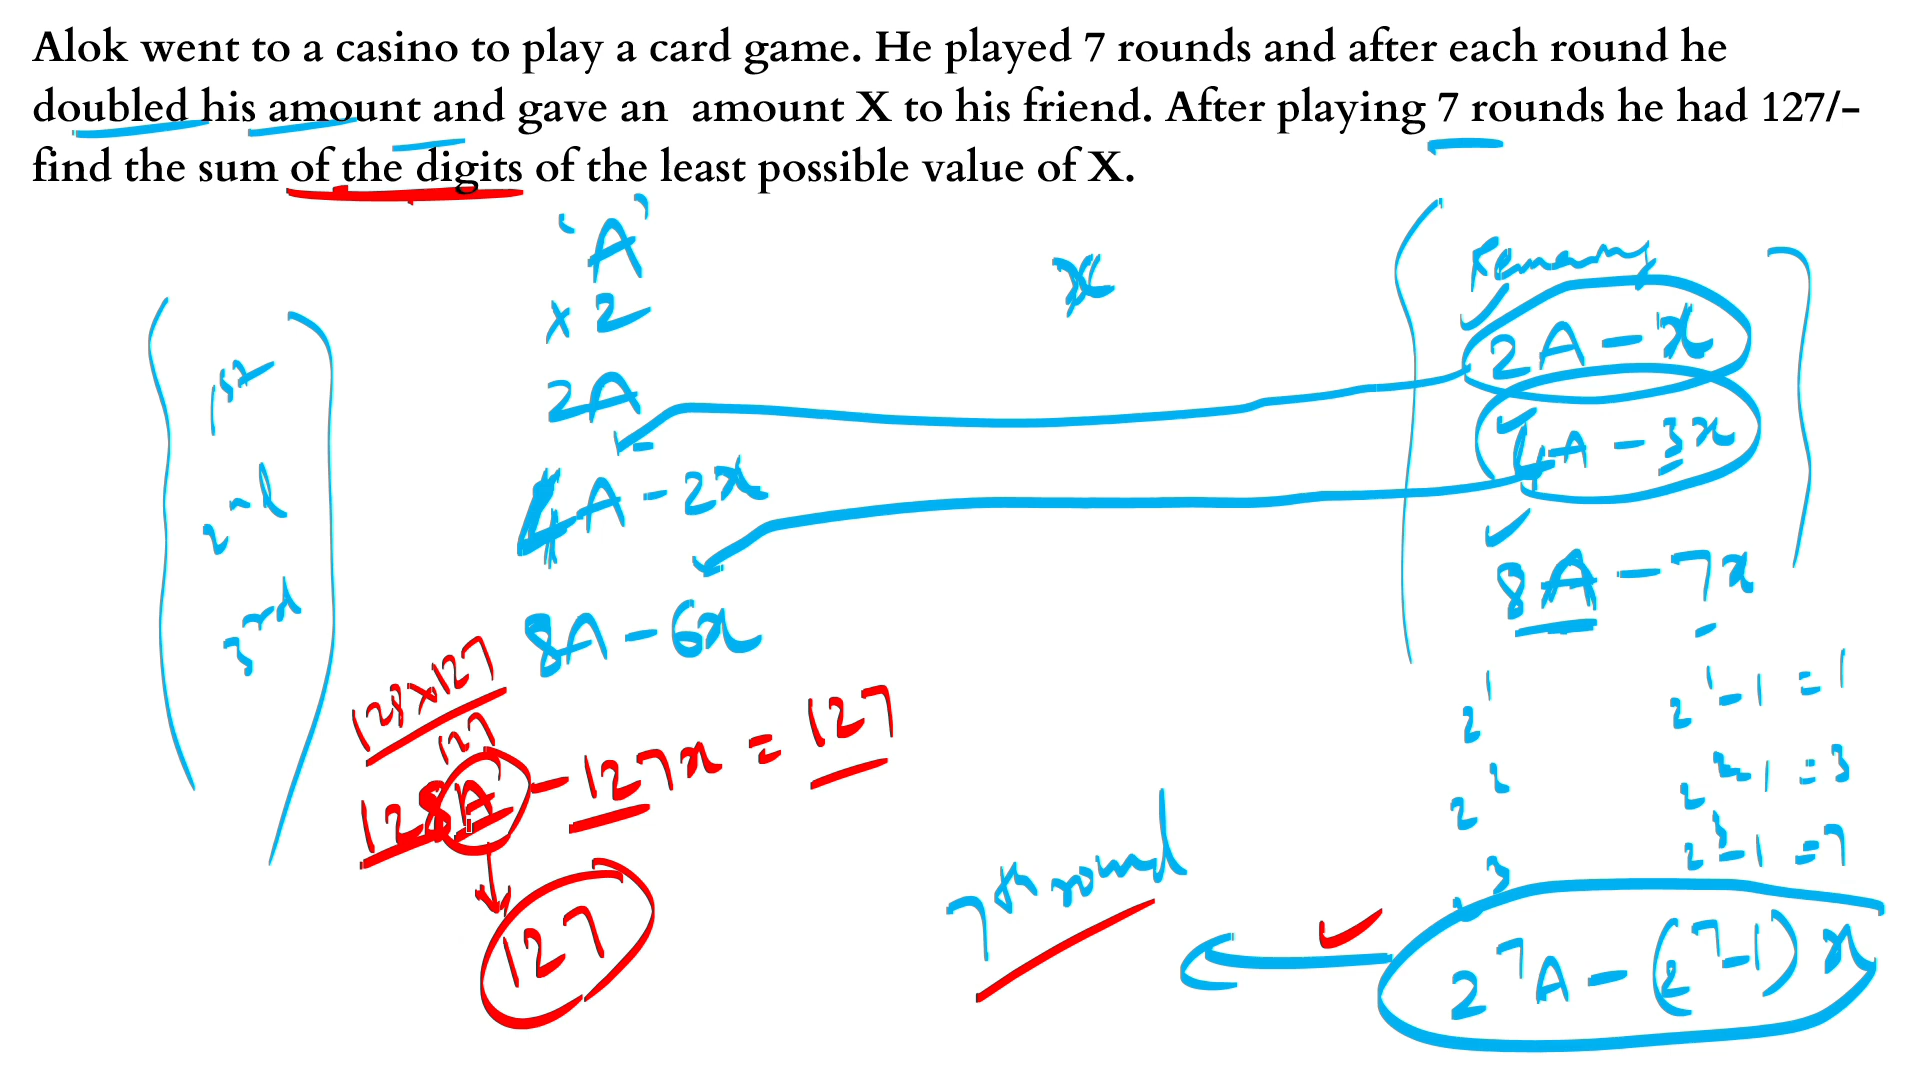 Alok went to a casino to play a card game. He played 7 rounds and after each round he
doubled his amount and gave an amount X to his friend. After playing 7 rounds he had 127/-
find the sum of the digits of the least possible value of X.
'A'
x
Remaing
× 2
2A - x
1st
2A
4A - 3x
2nd
4A - 2x
8A - 7x
3rd
8A - 6x
128×127
127
128A - 127x = 127
2^1
2^1 - 1 = 1
2^2
2^2 - 1 = 3
2^3
2^3 - 1 = 7
127
7th round
2^7 A - (2^7 - 1) x